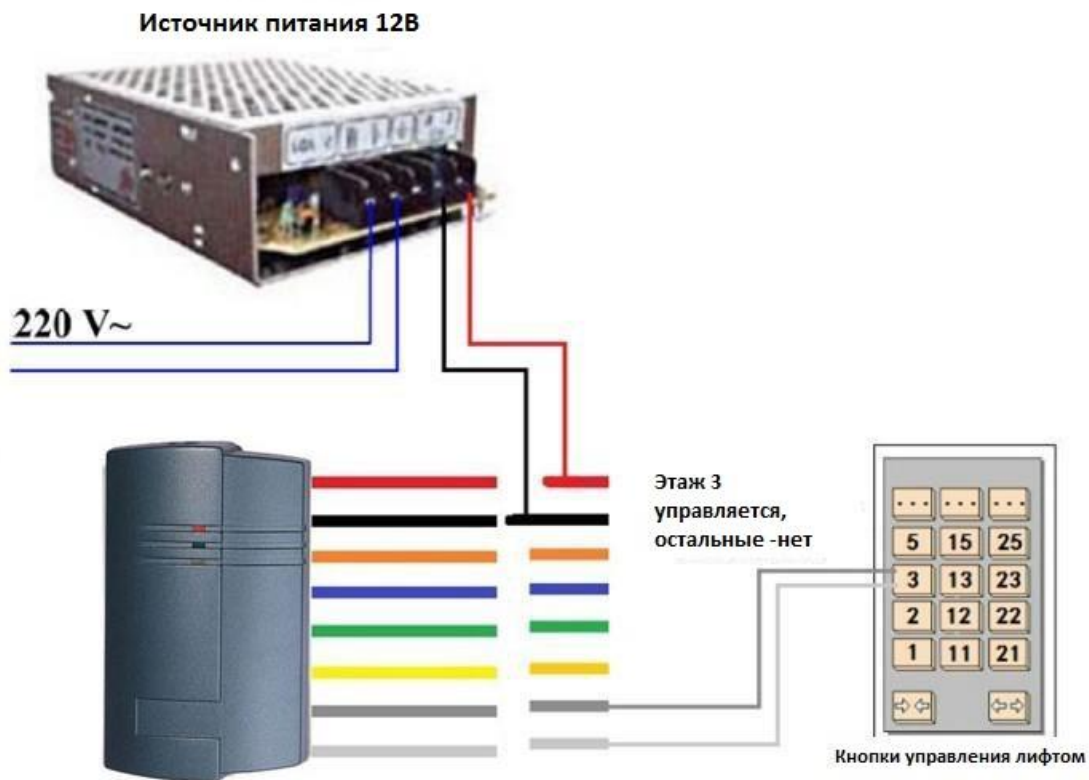 Источник питания 12В
220 V~
Этаж 3
управляется,
остальные -нет
... ... ...
5 15 25
3 13 23
2 12 22
1 11 21
Кнопки управления лифтом